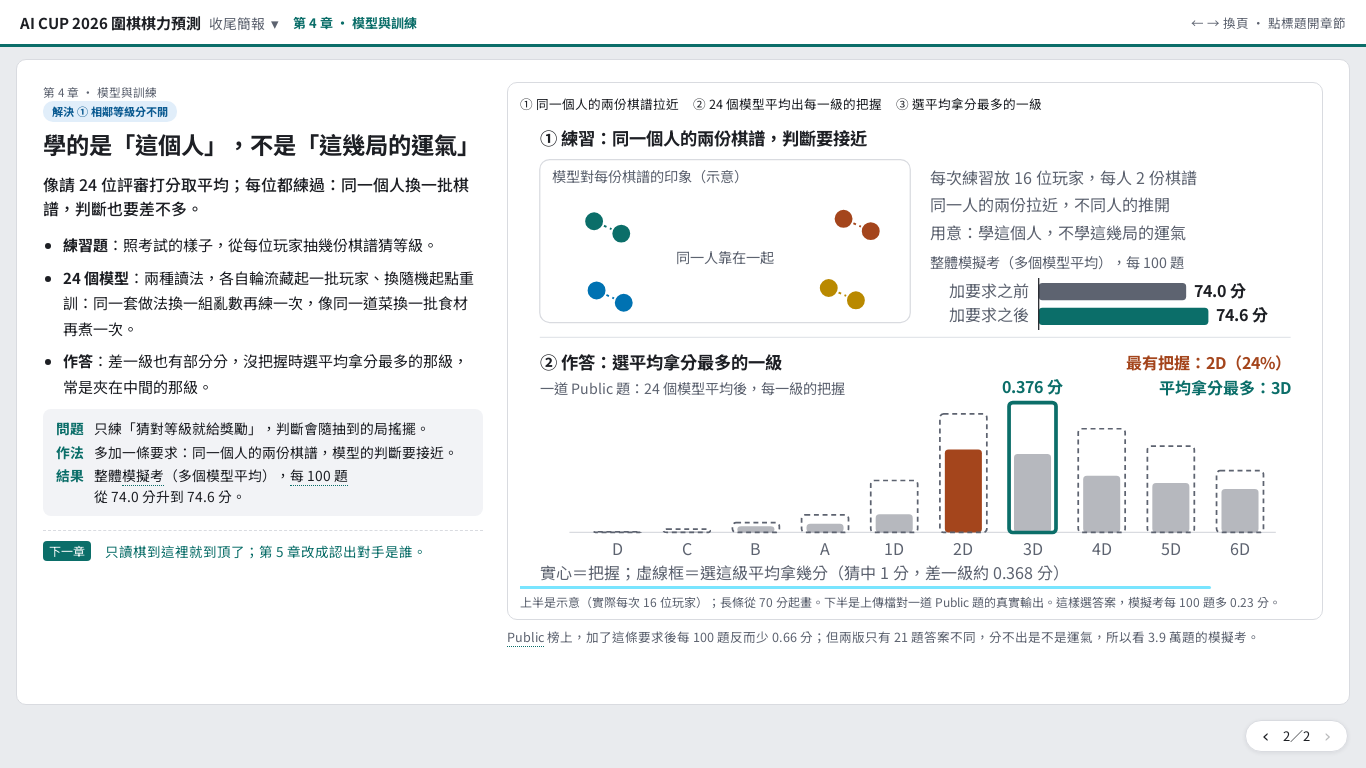 AI CUP 2026 圍棋棋力預測 收尾簡報 ▼ 第 4 章 · 模型與訓練
← → 換頁 · 點標題開章節
第 4 章 · 模型與訓練
解決 ① 相鄰等級分不開
學的是「這個人」，不是「這幾局的運氣」
像請 24 位評審打分取平均；每位都練過：同一個人換一批棋
譜，判斷也要差不多。
• 練習題：照考試的樣子，從每位玩家抽幾份棋譜猜等級。
• 24 個模型：兩種讀法，各自輪流藏起一批玩家、換隨機起點重
訓：同一套做法換一組亂數再練一次，像同一道菜換一批食材
再煮一次。
• 作答：差一級也有部分分，沒把握時選平均拿分最多的那級，
常是夾在中間的那級。
問題 只練「猜對等級就給獎勵」，判斷會隨抽到的局搖擺。
作法 多加一條要求：同一個人的兩份棋譜，模型的判斷要接近。
結果 整體模擬考（多個模型平均），每 100 題
從 74.0 分升到 74.6 分。
下一章 只讀棋到這裡就到頂了；第 5 章改成認出對手是誰。
① 同一個人的兩份棋譜拉近 ② 24 個模型平均出每一級的把握 ③ 選平均拿分最多的一級
① 練習：同一個人的兩份棋譜，判斷要接近
模型對每份棋譜的印象（示意）
同一人靠在一起
每次練習放 16 位玩家，每人 2 份棋譜
同一人的兩份拉近，不同人的推開
用意：學這個人，不學這幾局的運氣
整體模擬考（多個模型平均），每 100 題
加要求之前 74.0 分
加要求之後 74.6 分
② 作答：選平均拿分最多的一級
最有把握：2D（24%）
一道 Public 題：24 個模型平均後，每一級的把握
0.376 分
平均拿分最多：3D
D C B A 1D 2D 3D 4D 5D 6D
實心＝把握；虛線框＝選這級平均拿幾分（猜中 1 分，差一級約 0.368 分）
上半是示意（實際每次 16 位玩家）；長條從 70 分起畫。下半是上傳檔對一道 Public 題的真實輸出。這樣選答案，模擬考每 100 題多 0.23 分。
Public 榜上，加了這條要求後每 100 題反而少 0.66 分；但兩版只有 21 題答案不同，分不出是不是運氣，所以看 3.9 萬題的模擬考。
‹ 2／2 ›